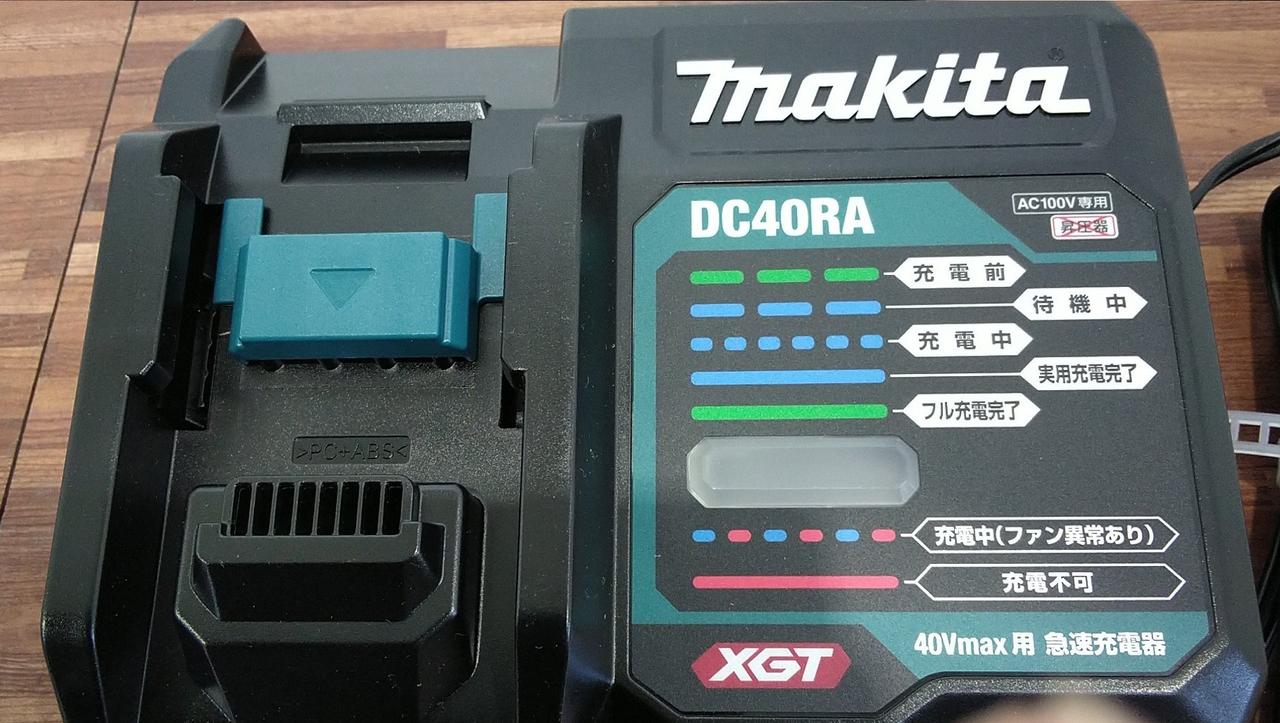 makita
DC40RA
AC100V専用
昇圧器
充電前
待機中
充電中
実用充電完了
フル充電完了
>PC+ABS<
充電中(ファン異常あり)
充電不可
XGT
40Vmax用 急速充電器